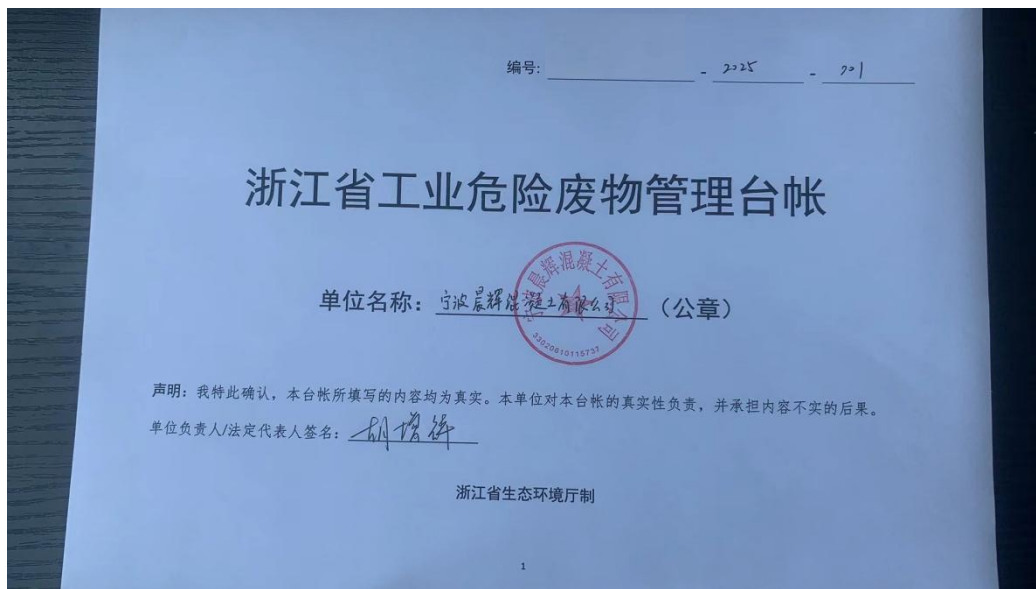 编号: - 2025 - 701
浙江省工业危险废物管理台帐
单位名称: 宁波晨辉混凝土有限公司 (公章)
宁波晨辉混凝土有限公司
33020610115737
声明: 我特此确认, 本台帐所填写的内容均为真实。本单位对本台帐的真实性负责, 并承担内容不实的后果。
单位负责人/法定代表人签名: 胡增
浙江省生态环境厅制
1